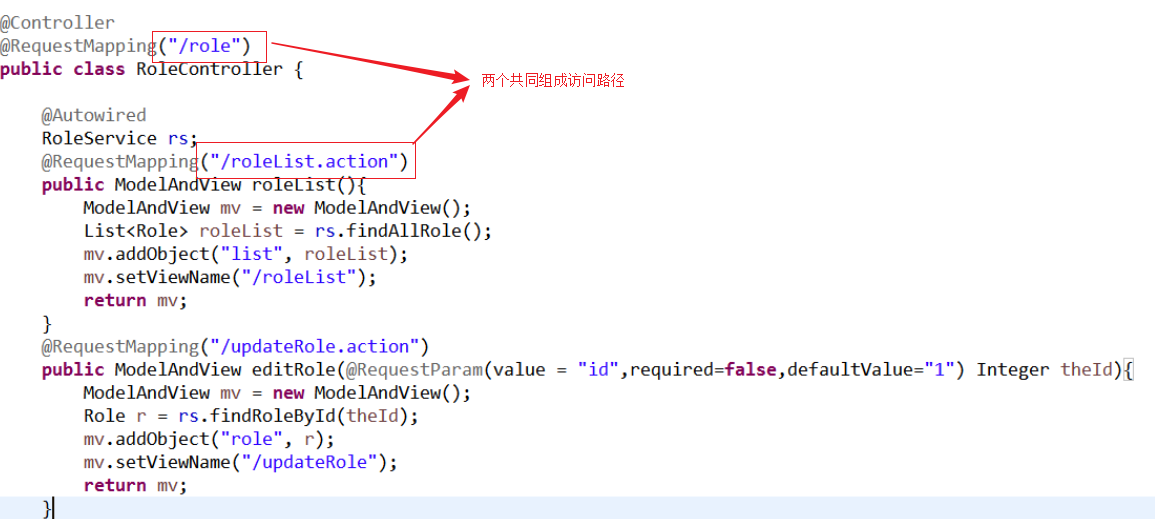 @Controller
@RequestMapping("/role")
public class RoleController {
两个共同组成访问路径
@Autowired
RoleService rs;
@RequestMapping("/roleList.action")
public ModelAndView roleList(){
ModelAndView mv = new ModelAndView();
List<Role> roleList = rs.findAllRole();
mv.addObject("list", roleList);
mv.setViewName("/roleList");
return mv;
}
@RequestMapping("/updateRole.action")
public ModelAndView editRole(@RequestParam(value = "id",required=false,defaultValue="1") Integer theId){
ModelAndView mv = new ModelAndView();
Role r = rs.findRoleById(theId);
mv.addObject("role", r);
mv.setViewName("/updateRole");
return mv;
}